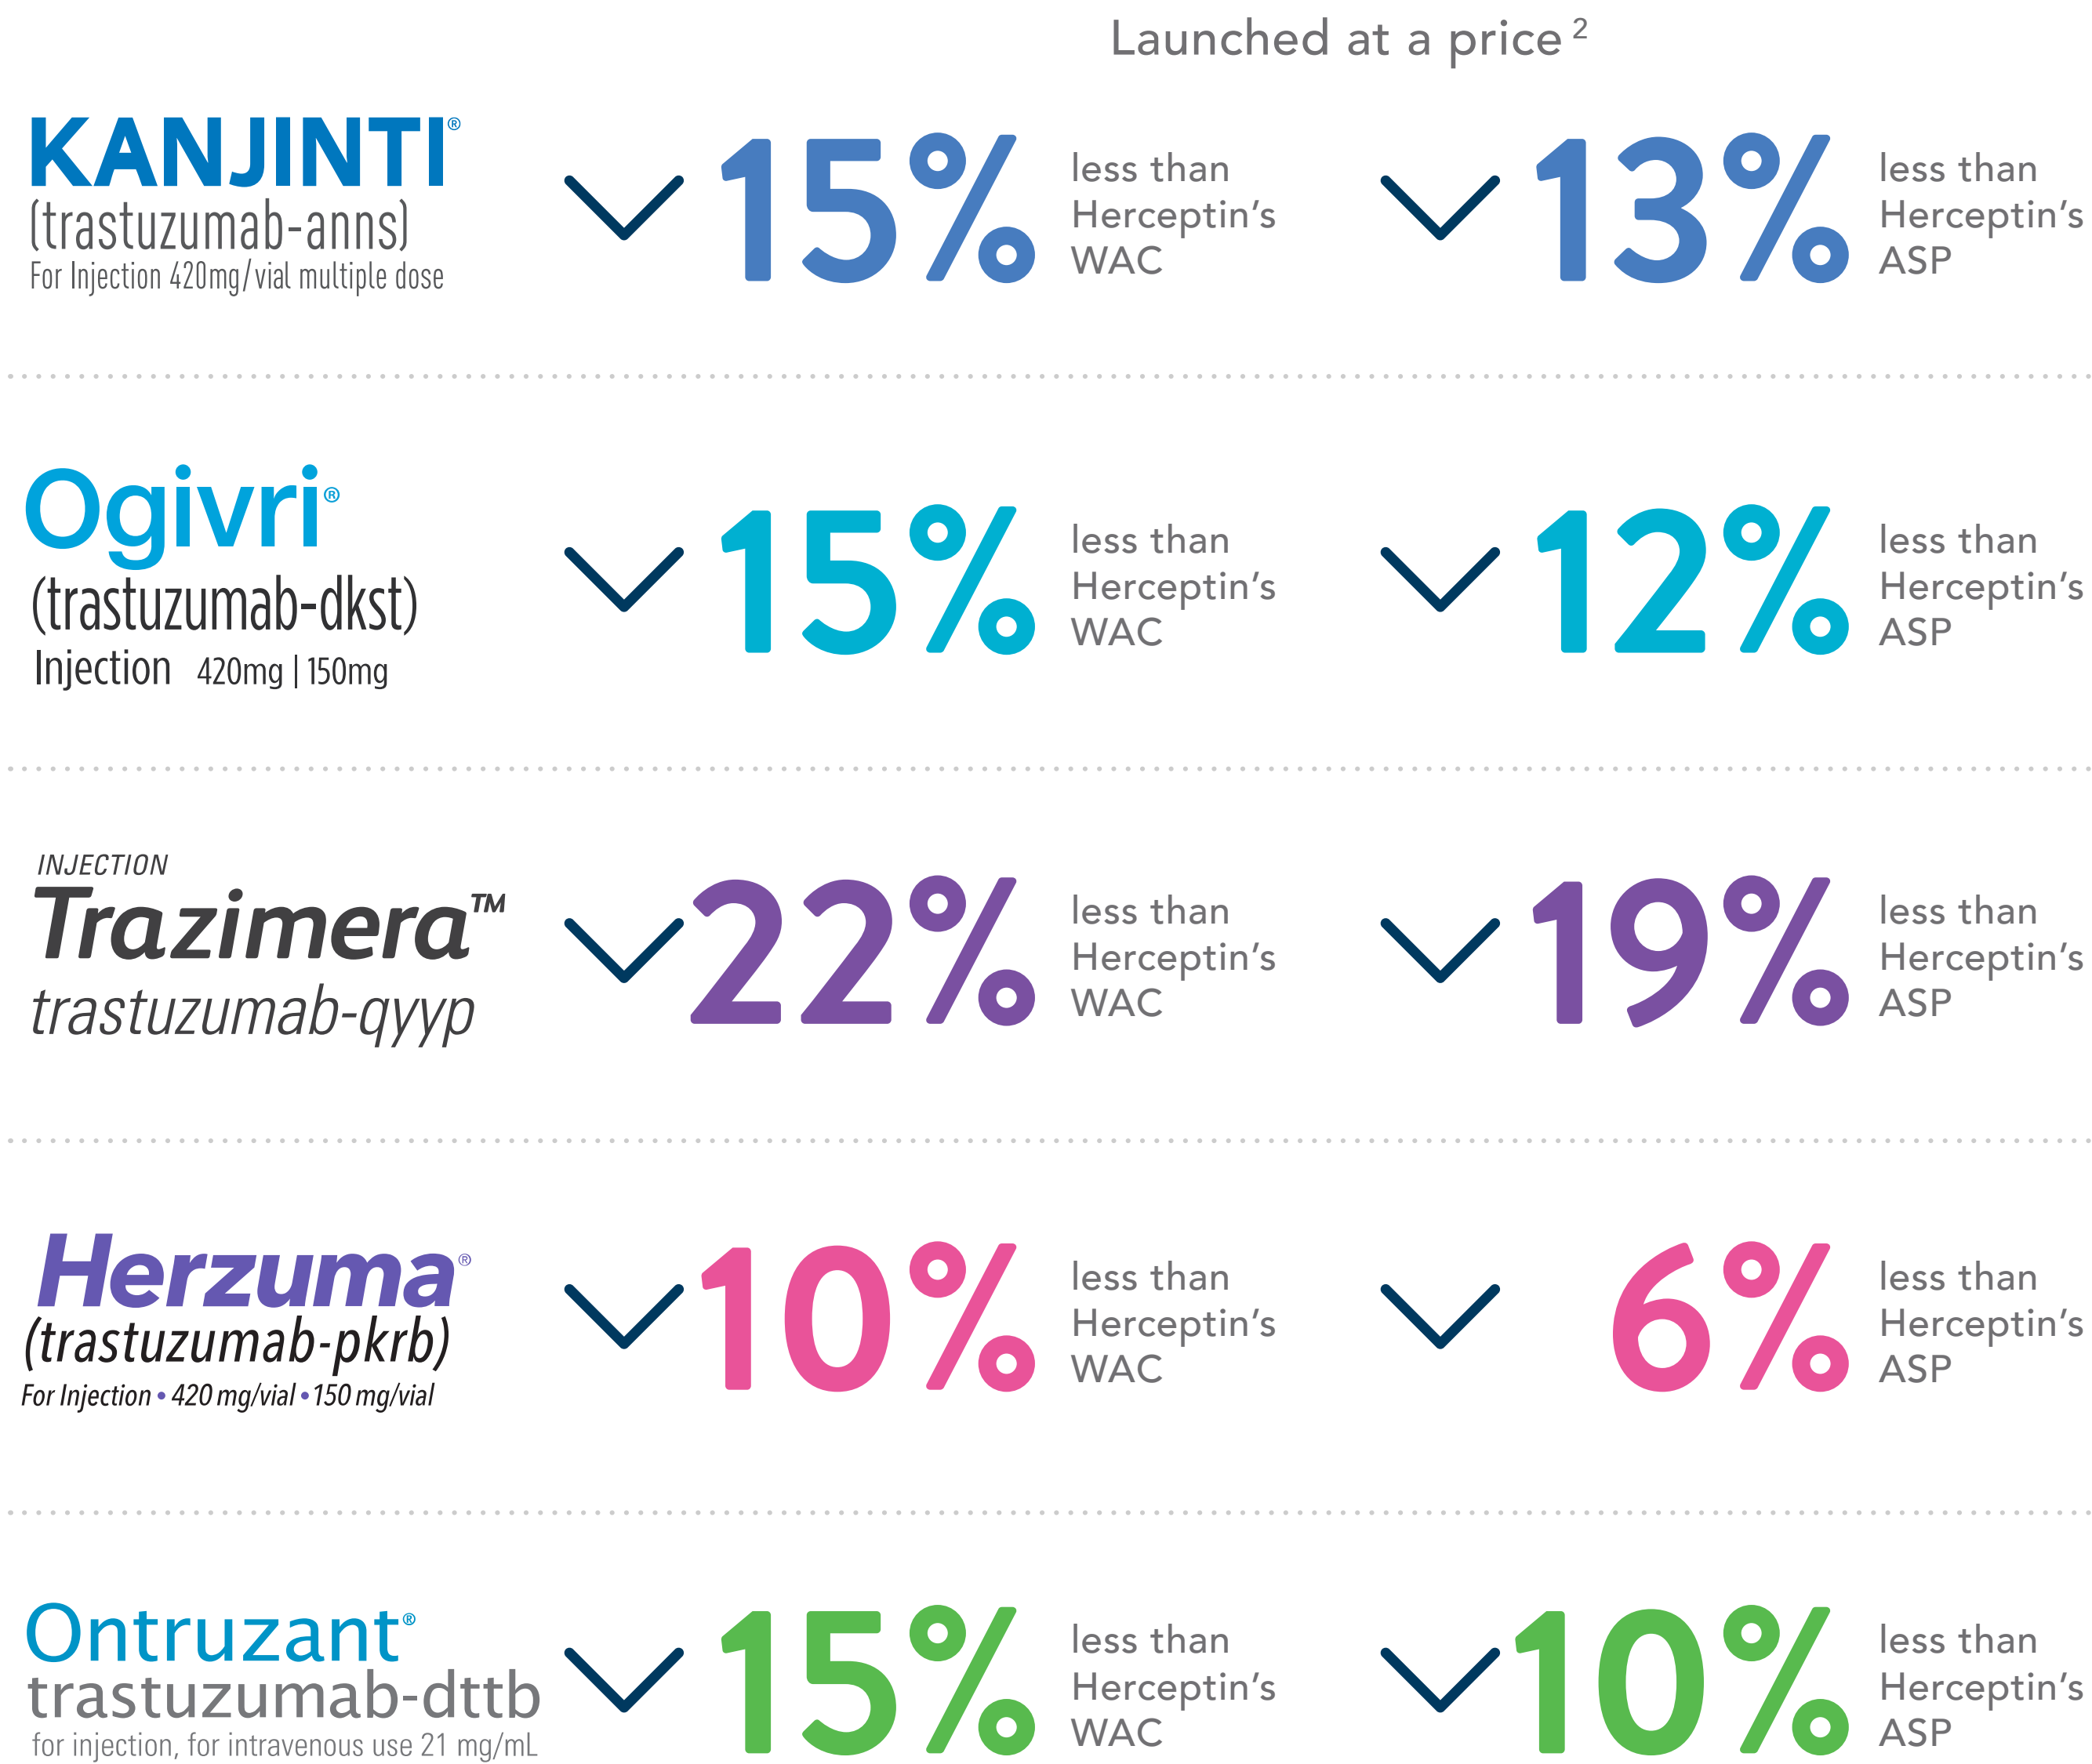 Launched at a price ²
KANJINTI®
(trastuzumab-anns)
For Injection 420mg/vial multiple dose
15%
less than
Herceptin’s
WAC
13%
less than
Herceptin’s
ASP
Ogivri®
(trastuzumab-dkst)
Injection 420mg | 150mg
15%
less than
Herceptin’s
WAC
12%
less than
Herceptin’s
ASP
INJECTION
Trazimera™
trastuzumab-qyyp
22%
less than
Herceptin’s
WAC
19%
less than
Herceptin’s
ASP
Herzuma®
(trastuzumab-pkrb)
For Injection • 420 mg/vial • 150 mg/vial
10%
less than
Herceptin’s
WAC
6%
less than
Herceptin’s
ASP
Ontruzant®
trastuzumab-dttb
for injection, for intravenous use 21 mg/mL
15%
less than
Herceptin’s
WAC
10%
less than
Herceptin’s
ASP